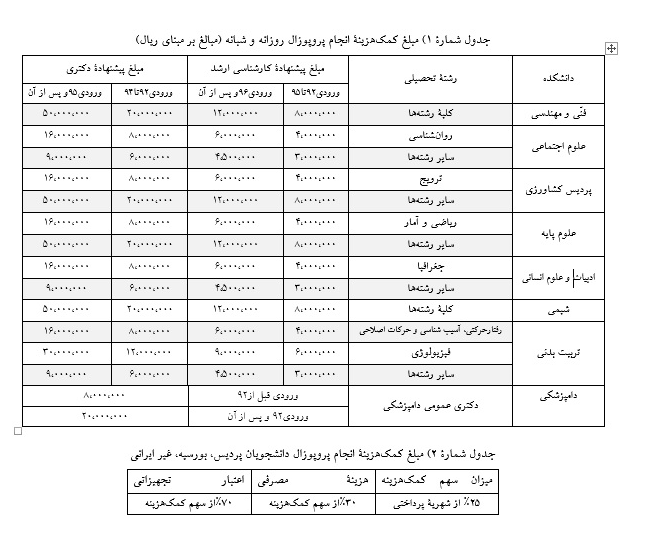 جدول شمارۀ ۱) مبلغ کمک‌هزینۀ انجام پروپوزال روزانه و شبانه (مبالغ بر مبنای ریال)
دانشکده رشتۀ تحصیلی مبلغ پیشنهادۀ کارشناسی ارشد مبلغ پیشنهادۀ دکتری
ورودی۹۲تا۹۵ ورودی۹۶و پس از آن ورودی۹۲تا۹۴ ورودی۹۵و پس از آن
فنّی و مهندسی کلیۀ رشته‌ها ۸،۰۰۰،۰۰۰ ۱۲،۰۰۰،۰۰۰ ۲۰،۰۰۰،۰۰۰ ۵۰،۰۰۰،۰۰۰
علوم اجتماعی روان‌شناسی ۴،۰۰۰،۰۰۰ ۶،۰۰۰،۰۰۰ ۸،۰۰۰،۰۰۰ ۱۶،۰۰۰،۰۰۰
سایر رشته‌ها ۳،۰۰۰،۰۰۰ ۴،۵۰۰،۰۰۰ ۶،۰۰۰،۰۰۰ ۹،۰۰۰،۰۰۰
پردیس کشاورزی ترویج ۴،۰۰۰،۰۰۰ ۶،۰۰۰،۰۰۰ ۸،۰۰۰،۰۰۰ ۱۶،۰۰۰،۰۰۰
سایر رشته‌ها ۸،۰۰۰،۰۰۰ ۱۲،۰۰۰،۰۰۰ ۲۰،۰۰۰،۰۰۰ ۵۰،۰۰۰،۰۰۰
علوم پایه ریاضی و آمار ۴،۰۰۰،۰۰۰ ۶،۰۰۰،۰۰۰ ۸،۰۰۰،۰۰۰ ۱۶،۰۰۰،۰۰۰
سایر رشته‌ها ۸،۰۰۰،۰۰۰ ۱۲،۰۰۰،۰۰۰ ۲۰،۰۰۰،۰۰۰ ۵۰،۰۰۰،۰۰۰
ادبیات و علوم انسانی جغرافیا ۴،۰۰۰،۰۰۰ ۶،۰۰۰،۰۰۰ ۸،۰۰۰،۰۰۰ ۱۶،۰۰۰،۰۰۰
سایر رشته‌ها ۳،۰۰۰،۰۰۰ ۴،۵۰۰،۰۰۰ ۶،۰۰۰،۰۰۰ ۹،۰۰۰،۰۰۰
شیمی کلیۀ رشته‌ها ۸،۰۰۰،۰۰۰ ۱۲،۰۰۰،۰۰۰ ۲۰،۰۰۰،۰۰۰ ۵۰،۰۰۰،۰۰۰
تربیت بدنی رفتارحرکتی، آسیب شناسی و حرکات اصلاحی ۴،۰۰۰،۰۰۰ ۶،۰۰۰،۰۰۰ ۸،۰۰۰،۰۰۰ ۱۶،۰۰۰،۰۰۰
فیزیولوژی ۶،۰۰۰،۰۰۰ ۹،۰۰۰،۰۰۰ ۱۲،۰۰۰،۰۰۰ ۳۰،۰۰۰،۰۰۰
سایر رشته‌ها ۳،۰۰۰،۰۰۰ ۴،۵۰۰،۰۰۰ ۶،۰۰۰،۰۰۰ ۹،۰۰۰،۰۰۰
دامپزشکی دکتری عمومی دامپزشکی ورودی قبل از۹۲ ۸،۰۰۰،۰۰۰
ورودی۹۲ و پس از آن ۲۰،۰۰۰،۰۰۰
جدول شمارۀ ۲) مبلغ کمک‌هزینۀ انجام پروپوزال دانشجویان پردیس، بورسیه، غیر ایرانی
میزان سهم کمک‌هزینه هزینۀ مصرفی اعتبار تجهیزاتی
۲۵٪ از شهریۀ پرداختی ۳۰٪از سهم کمک‌هزینه ۷۰٪از سهم کمک‌هزینه